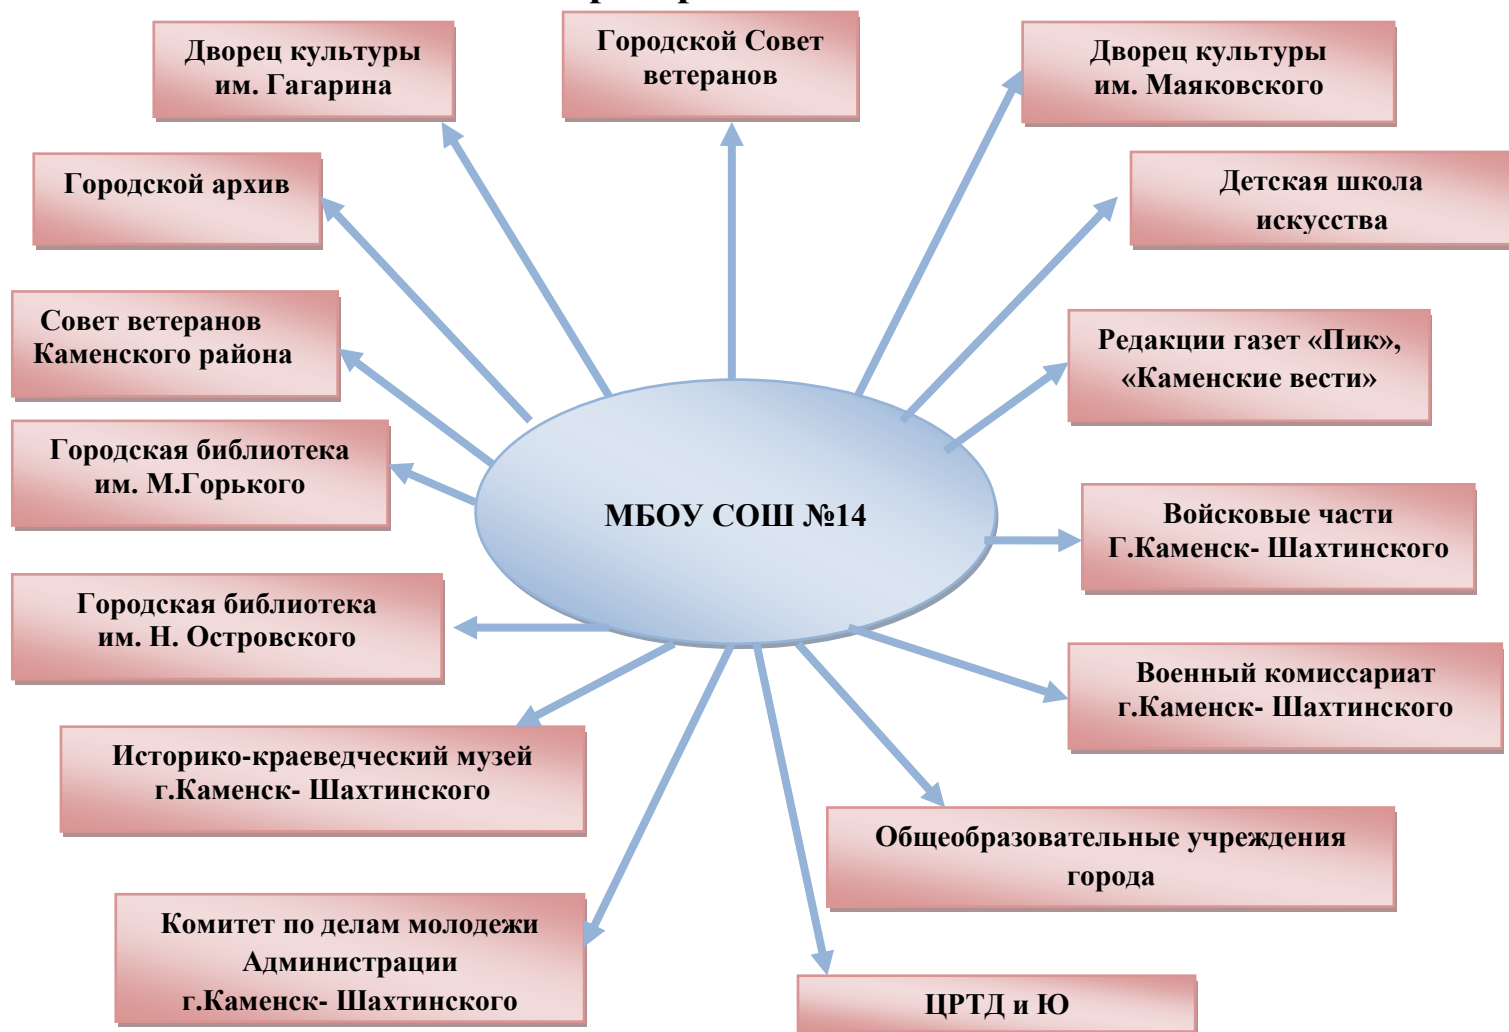 Дворец культуры
им. Гагарина
Городской Совет
ветеранов
Дворец культуры
им. Маяковского
Городской архив
Детская школа
искусства
Совет ветеранов
Каменского района
Редакции газет «Пик»,
«Каменские вести»
Городская библиотека
им. М.Горького
МБОУ СОШ №14
Войсковые части
Г.Каменск- Шахтинского
Городская библиотека
им. Н. Островского
Военный комиссариат
г.Каменск- Шахтинского
Историко-краеведческий музей
г.Каменск- Шахтинского
Общеобразовательные учреждения
города
Комитет по делам молодежи
Администрации
г.Каменск- Шахтинского
ЦРТД и Ю